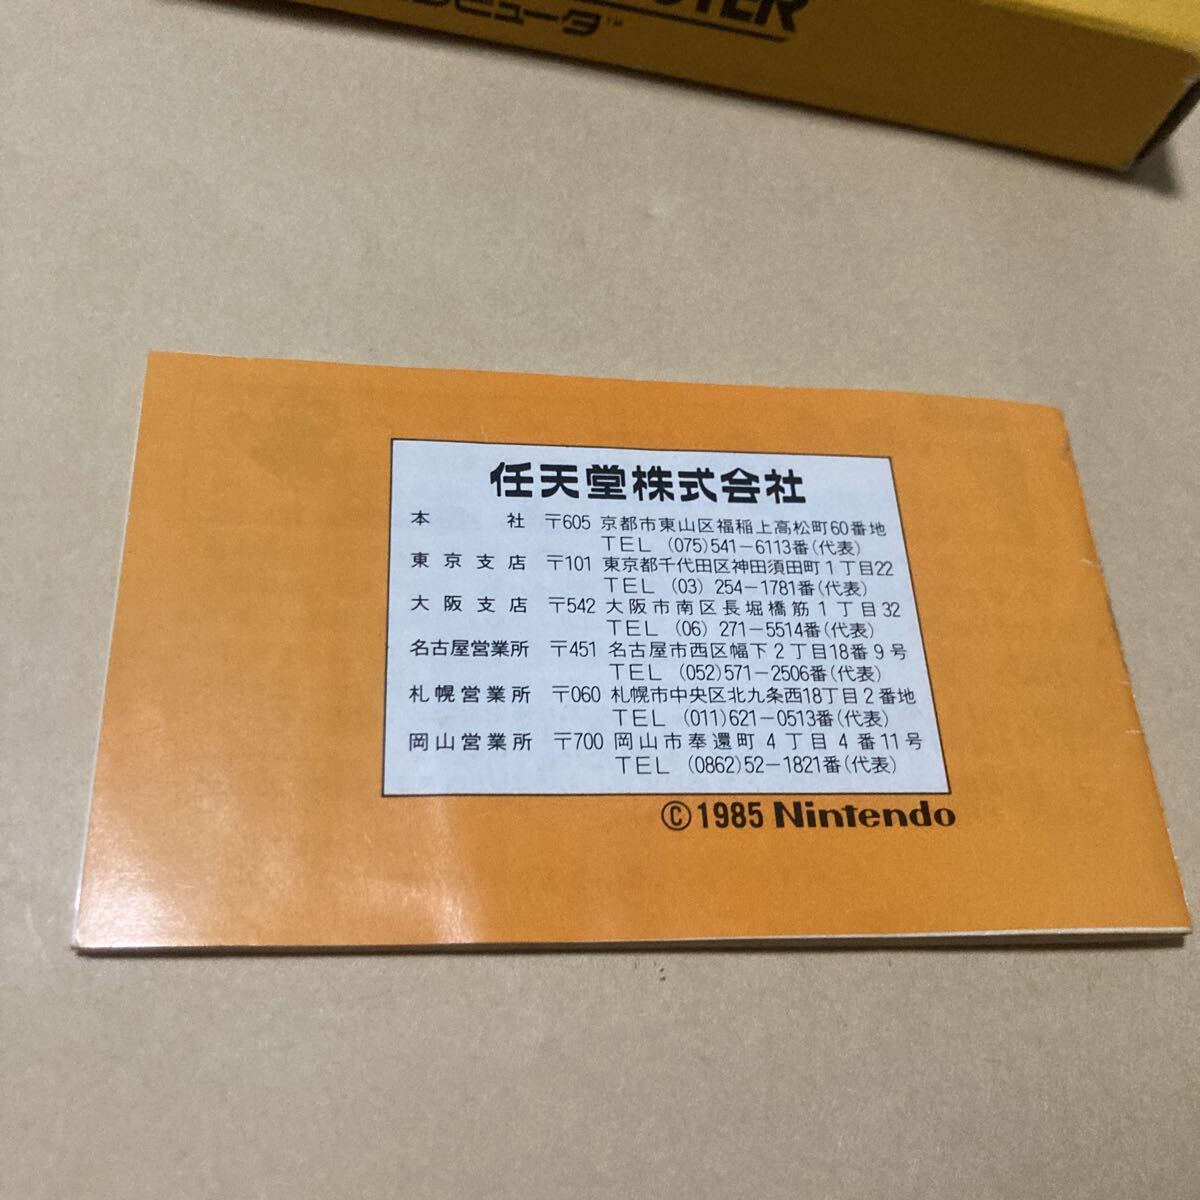 ピュータ™
任天堂株式会社
本社 〒605 京都市東山区福稲上高松町60番地
TEL (075)541-6113番(代表)
東京支店 〒101 東京都千代田区神田須田町1丁目22
TEL (03) 254-1781番(代表)
大阪支店 〒542 大阪市南区長堀橋筋1丁目32
TEL (06) 271-5514番(代表)
名古屋営業所 〒451 名古屋市西区幅下2丁目18番9号
TEL (052)571-2506番(代表)
札幌営業所 〒060 札幌市中央区北九条西18丁目2番地
TEL (011)621-0513番(代表)
岡山営業所 〒700 岡山市奉還町4丁目4番11号
TEL (0862)52-1821番(代表)
©1985 Nintendo